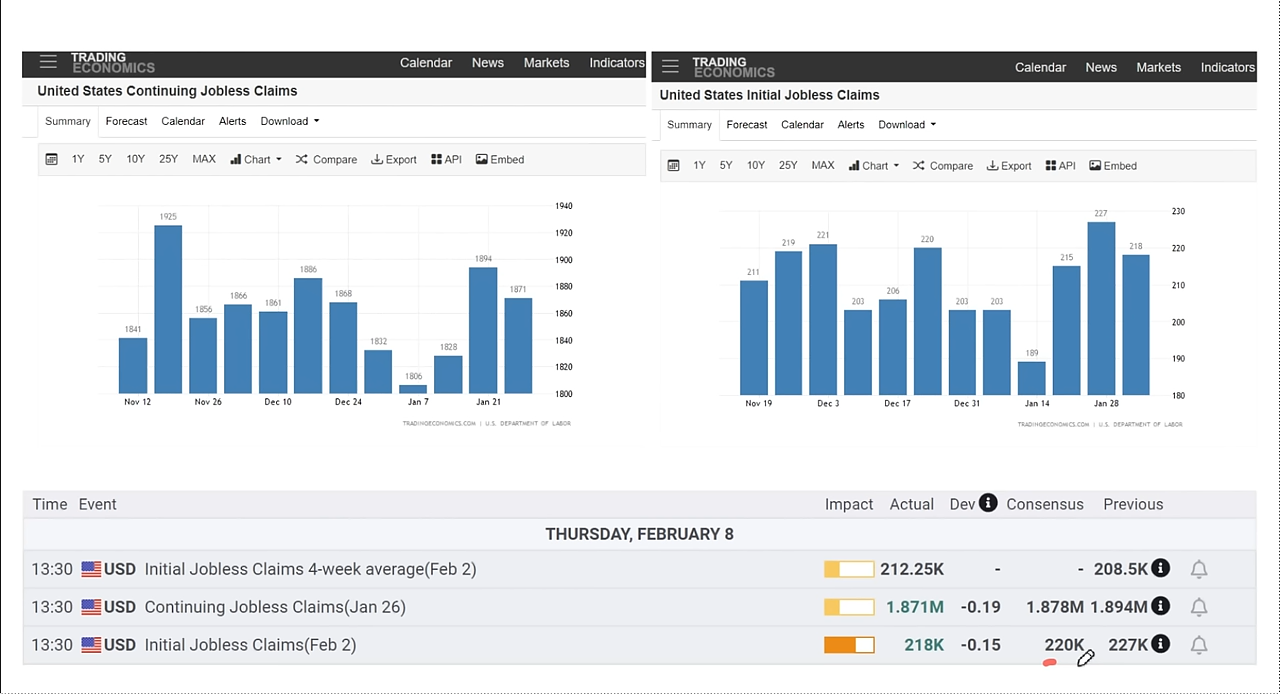 TRADING
ECONOMICS
Calendar News Markets Indicators
United States Continuing Jobless Claims
Summary Forecast Calendar Alerts Download
1Y 5Y 10Y 25Y MAX Chart Compare Export API Embed
1940
1925
1920
1900
1894
1886
1880
1871
1868
1866
1861
1860
1856
1841
1840
1832
1828
1820
1806
1800
Nov 12 Nov 26 Dec 10 Dec 24 Jan 7 Jan 21
TRADINGECONOMICS.COM | U.S. DEPARTMENT OF LABOR
TRADING
ECONOMICS
Calendar News Markets Indicators
United States Initial Jobless Claims
Summary Forecast Calendar Alerts Download
1Y 5Y 10Y 25Y MAX Chart Compare Export API Embed
230
227
221
220
220
219
218
215
211
210
206
203
203
203
200
190
189
180
Nov 19 Dec 3 Dec 17 Dec 31 Jan 14 Jan 28
TRADINGECONOMICS.COM | U.S. DEPARTMENT OF LABOR
Time Event Impact Actual Dev Consensus Previous
THURSDAY, FEBRUARY 8
13:30 USD Initial Jobless Claims 4-week average(Feb 2) 212.25K - - 208.5K
13:30 USD Continuing Jobless Claims(Jan 26) 1.871M -0.19 1.878M 1.894M
13:30 USD Initial Jobless Claims(Feb 2) 218K -0.15 220K 227K